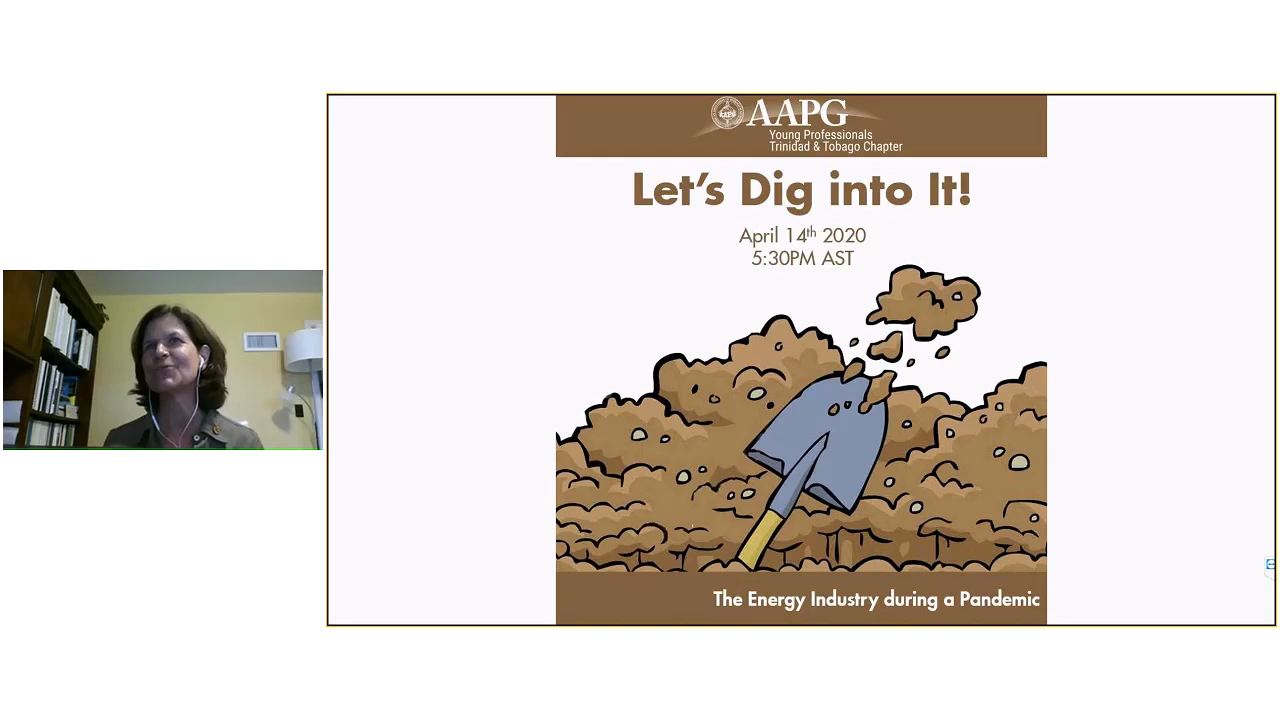 AAPG
Young Professionals
Trinidad & Tobago Chapter
Let's Dig into It!
April 14th 2020
5:30PM AST
The Energy Industry during a Pandemic